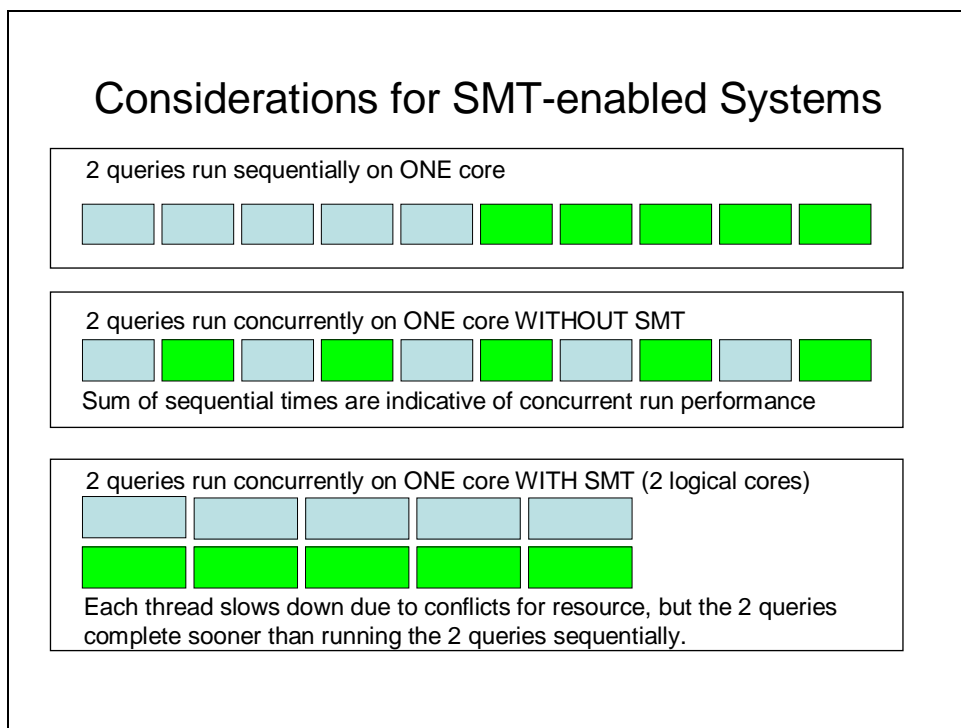 Considerations for SMT-enabled Systems
2 queries run sequentially on ONE core
2 queries run concurrently on ONE core WITHOUT SMT
Sum of sequential times are indicative of concurrent run performance
2 queries run concurrently on ONE core WITH SMT (2 logical cores)
Each thread slows down due to conflicts for resource, but the 2 queries
complete sooner than running the 2 queries sequentially.